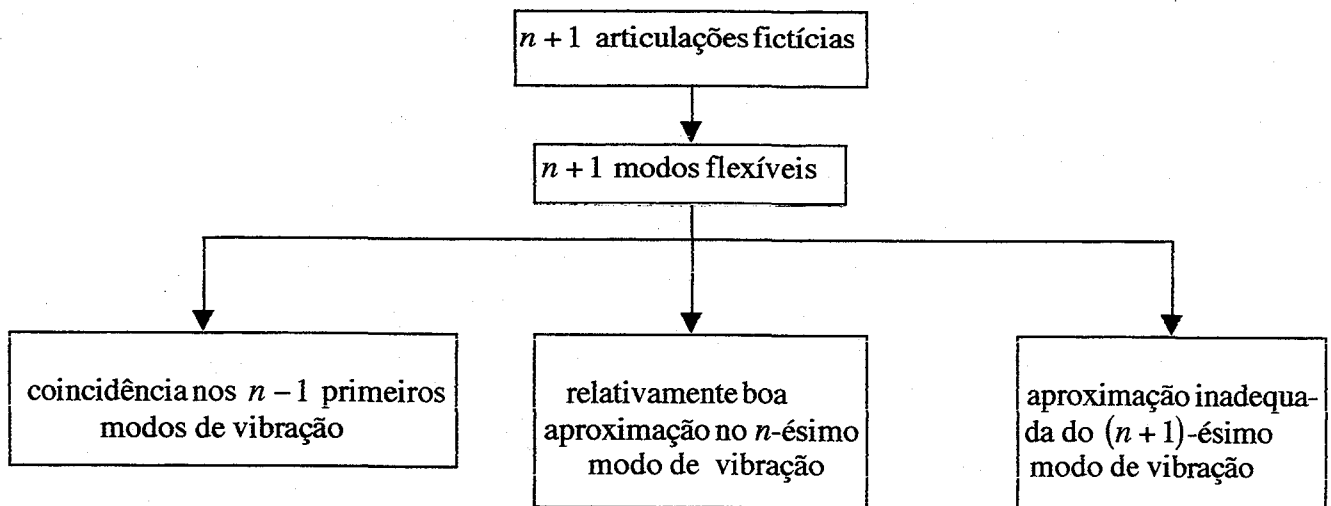 n + 1 articulações fictícias
n + 1 modos flexíveis
coincidência nos n – 1 primeiros
modos de vibração
relativamente boa
aproximação no n-ésimo
modo de vibração
aproximação inadequa-
da do (n + 1)-ésimo
modo de vibração